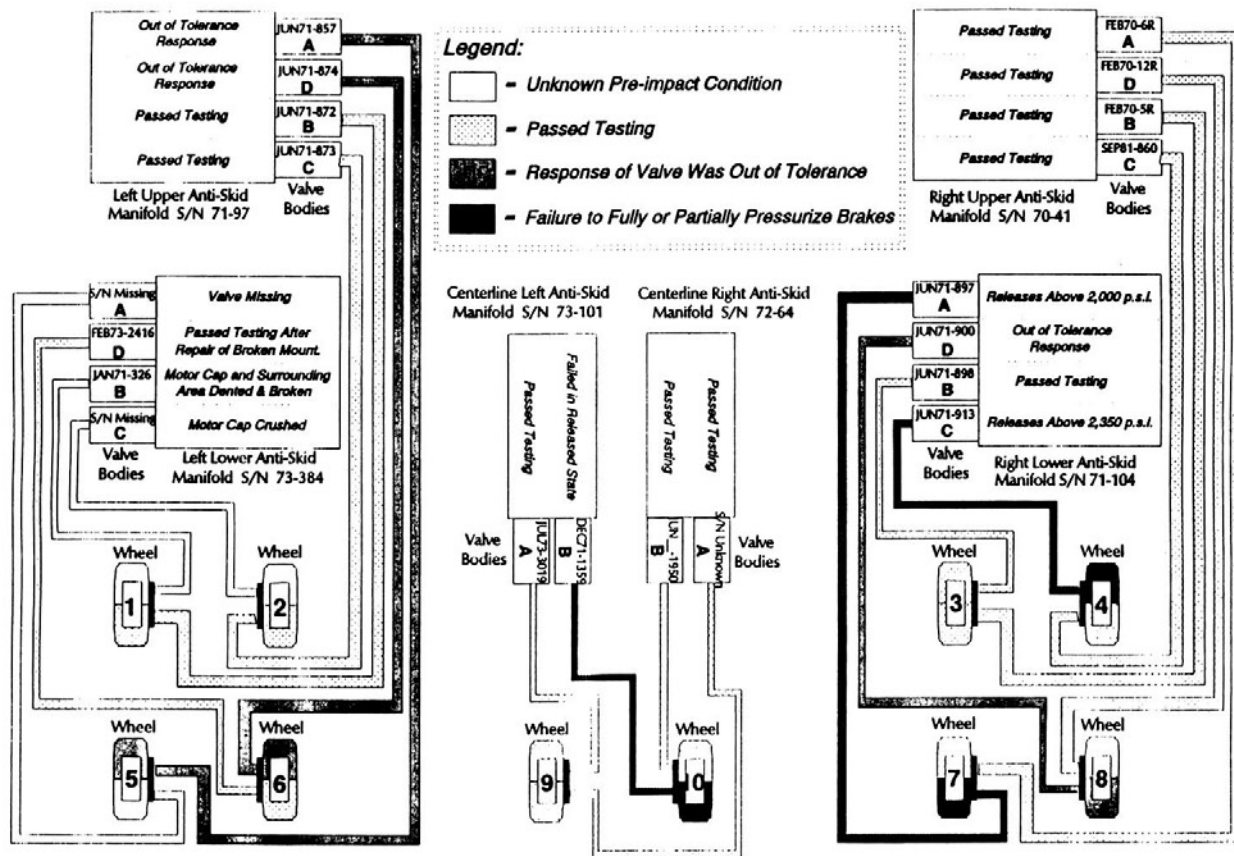 Out of Tolerance
Response
JUN71-857
A
Out of Tolerance
Response
JUN71-874
D
Passed Testing
JUN71-872
B
Passed Testing
JUN71-873
C
Left Upper Anti-Skid
Manifold S/N 71-97
Valve
Bodies
Legend:
= Unknown Pre-impact Condition
= Passed Testing
= Response of Valve Was Out of Tolerance
= Failure to Fully or Partially Pressurize Brakes
Passed Testing
FEB70-6R
A
Passed Testing
FEB70-12R
D
Passed Testing
FEB70-5R
B
Passed Testing
SEP81-860
C
Right Upper Anti-Skid
Manifold S/N 70-41
Valve
Bodies
S/N Missing
A
Valve Missing
FEB73-2416
D
Passed Testing After
Repair of Broken Mount.
JAN71-326
B
Motor Cap and Surrounding
Area Dented & Broken
S/N Missing
C
Motor Cap Crushed
Valve
Bodies
Left Lower Anti-Skid
Manifold S/N 73-384
Centerline Left Anti-Skid
Manifold S/N 73-101
Passed Testing
Failed in Released State
Valve
Bodies
A
JUL73-3019
B
DEC71-1359
Centerline Right Anti-Skid
Manifold S/N 72-64
Passed Testing
Passed Testing
B
UN__-1950
A
S/N Unknown
Valve
Bodies
JUN71-897
A
Releases Above 2,000 p.s.i.
JUN71-900
D
Out of Tolerance
Response
JUN71-898
B
Passed Testing
JUN71-913
C
Releases Above 2,350 p.s.i.
Valve
Bodies
Right Lower Anti-Skid
Manifold S/N 71-104
Wheel
1
Wheel
2
Wheel
3
Wheel
4
Wheel
5
Wheel
6
Wheel
9
Wheel
10
Wheel
7
Wheel
8